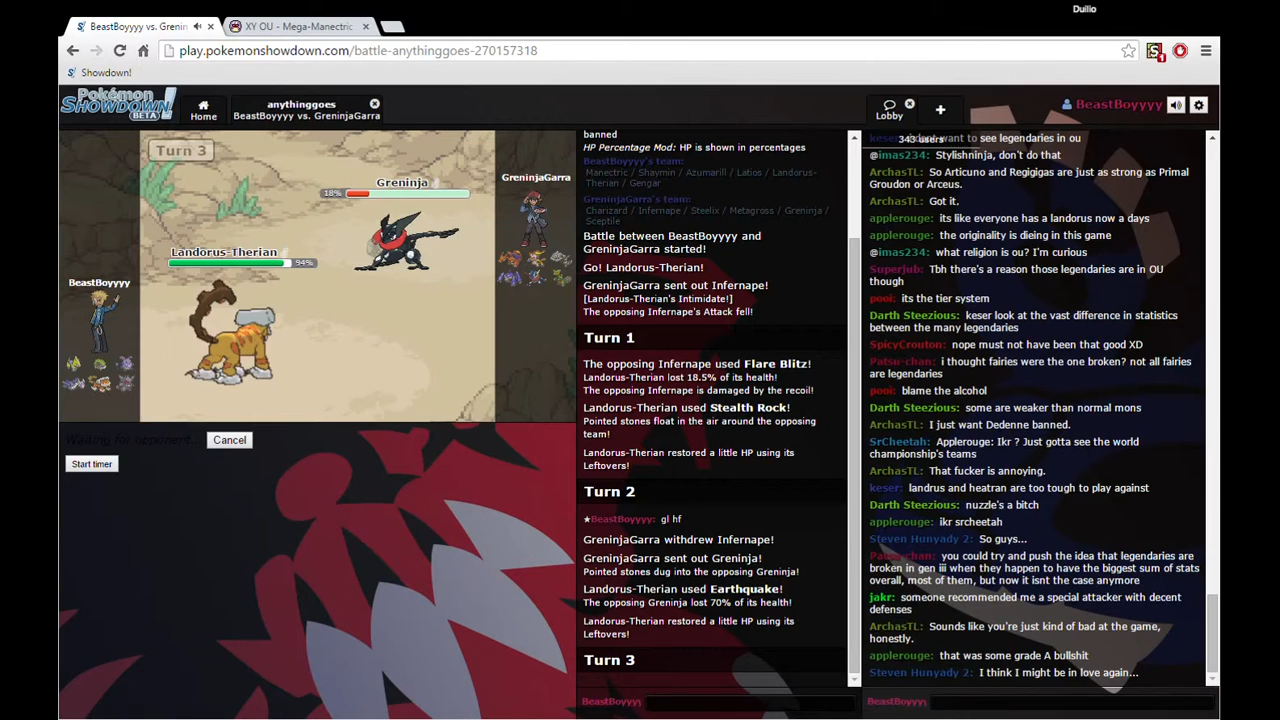 Duilio
BeastBoyyyy vs. Grenin
XY OU - Mega-Manectric
play.pokemonshowdown.com/battle-anythinggoes-270157318
Showdown!
Pokémon
SHOWDOWN!
BETA
Home
anythinggoes
BeastBoyyyy vs. GreninjaGarra
Lobby
BeastBoyyyy
Turn 3
Greninja
18%
Landorus-Therian
94%
BeastBoyyyy
GreninjaGarra
Waiting for opponent...
Cancel
Start timer
banned
HP Percentage Mod: HP is shown in percentages
BeastBoyyyy's team:
Manectric / Shaymin / Azumarill / Latios / Landorus-
Therian / Gengar
GreninjaGarra's team:
Charizard / Infernape / Steelix / Metagross / Greninja /
Sceptile
Battle between BeastBoyyyy and
GreninjaGarra started!
Go! Landorus-Therian!
GreninjaGarra sent out Infernape!
[Landorus-Therian's Intimidate!]
The opposing Infernape's Attack fell!
Turn 1
The opposing Infernape used Flare Blitz!
Landorus-Therian lost 18.5% of its health!
The opposing Infernape is damaged by the recoil!
Landorus-Therian used Stealth Rock!
Pointed stones float in the air around the opposing
team!
Landorus-Therian restored a little HP using its
Leftovers!
Turn 2
★BeastBoyyyy: gl hf
GreninjaGarra withdrew Infernape!
GreninjaGarra sent out Greninja!
Pointed stones dug into the opposing Greninja!
Landorus-Therian used Earthquake!
The opposing Greninja lost 70% of its health!
Landorus-Therian restored a little HP using its
Leftovers!
Turn 3
BeastBoyyyy:
343 users
keser: i dont want to see legendaries in ou
@imas234: Stylishninja, don't do that
ArchasTL: So Articuno and Regigigas are just as strong as Primal
Groudon or Arceus.
ArchasTL: Got it.
applerouge: its like everyone has a landorus now a days
applerouge: the originality is dieing in this game
@imas234: what religion is ou? I'm curious
Superjub: Tbh there's a reason those legendaries are in OU
though
pooi: its the tier system
Darth Steezious: keser look at the vast difference in statistics
between the many legendaries
SpicyCrouton: nope must not have been that good XD
Patsu-chan: i thought fairies were the one broken? not all fairies
are legendaries
pooi: blame the alcohol
Darth Steezious: some are weaker than normal mons
ArchasTL: I just want Dedenne banned.
SrCheetah: Applerouge: Ikr ? Just gotta see the world
championship's teams
ArchasTL: That fucker is annoying.
keser: landrus and heatran are too tough to play against
Darth Steezious: nuzzle's a bitch
applerouge: ikr srcheetah
Steven Hunyady 2: So guys...
Patsu-chan: you could try and push the idea that legendaries are
broken in gen iii when they happen to have the biggest sum of stats
overall, most of them, but now it isnt the case anymore
jakr: someone recommended me a special attacker with decent
defenses
ArchasTL: Sounds like you're just kind of bad at the game,
honestly.
applerouge: that was some grade A bullshit
Steven Hunyady 2: I think I might be in love again...
BeastBoyyyy: